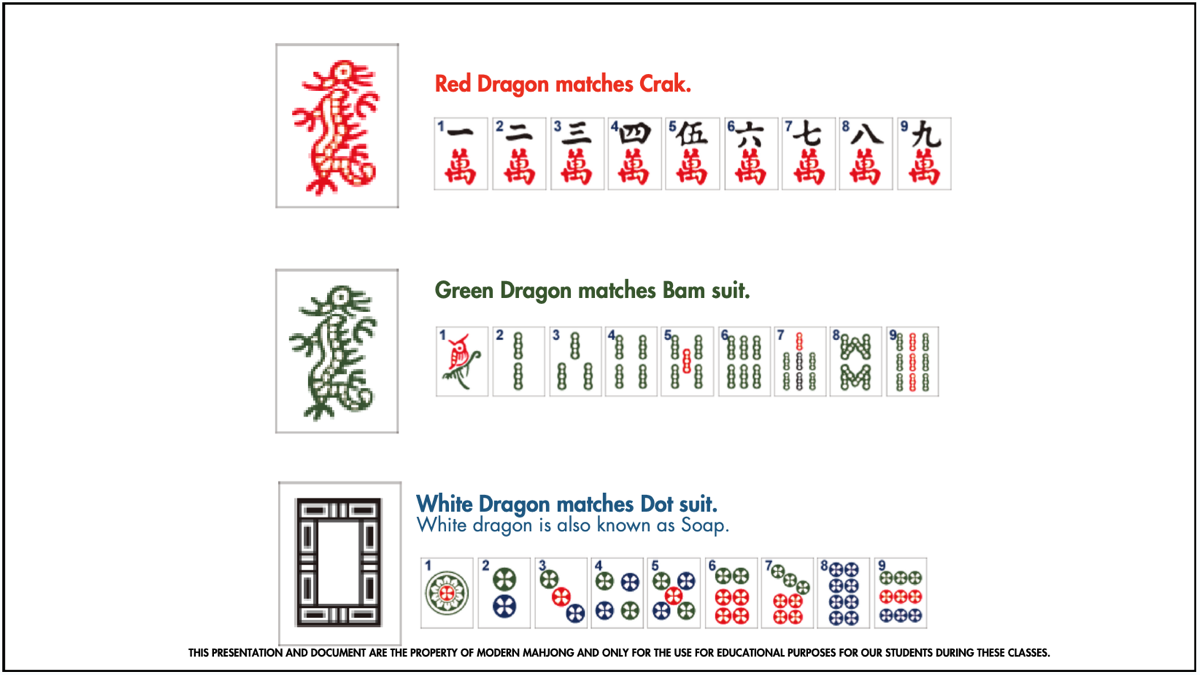 Red Dragon matches Crak.
1 2 3 4 5 6 7 8 9
一 二 三 四 伍 六 七 八 九
萬 萬 萬 萬 萬 萬 萬 萬 萬
Green Dragon matches Bam suit.
1 2 3 4 5 6 7 8 9
White Dragon matches Dot suit.
White dragon is also known as Soap.
1 2 3 4 5 6 7 8 9
THIS PRESENTATION AND DOCUMENT ARE THE PROPERTY OF MODERN MAHJONG AND ONLY FOR THE USE FOR EDUCATIONAL PURPOSES FOR OUR STUDENTS DURING THESE CLASSES.